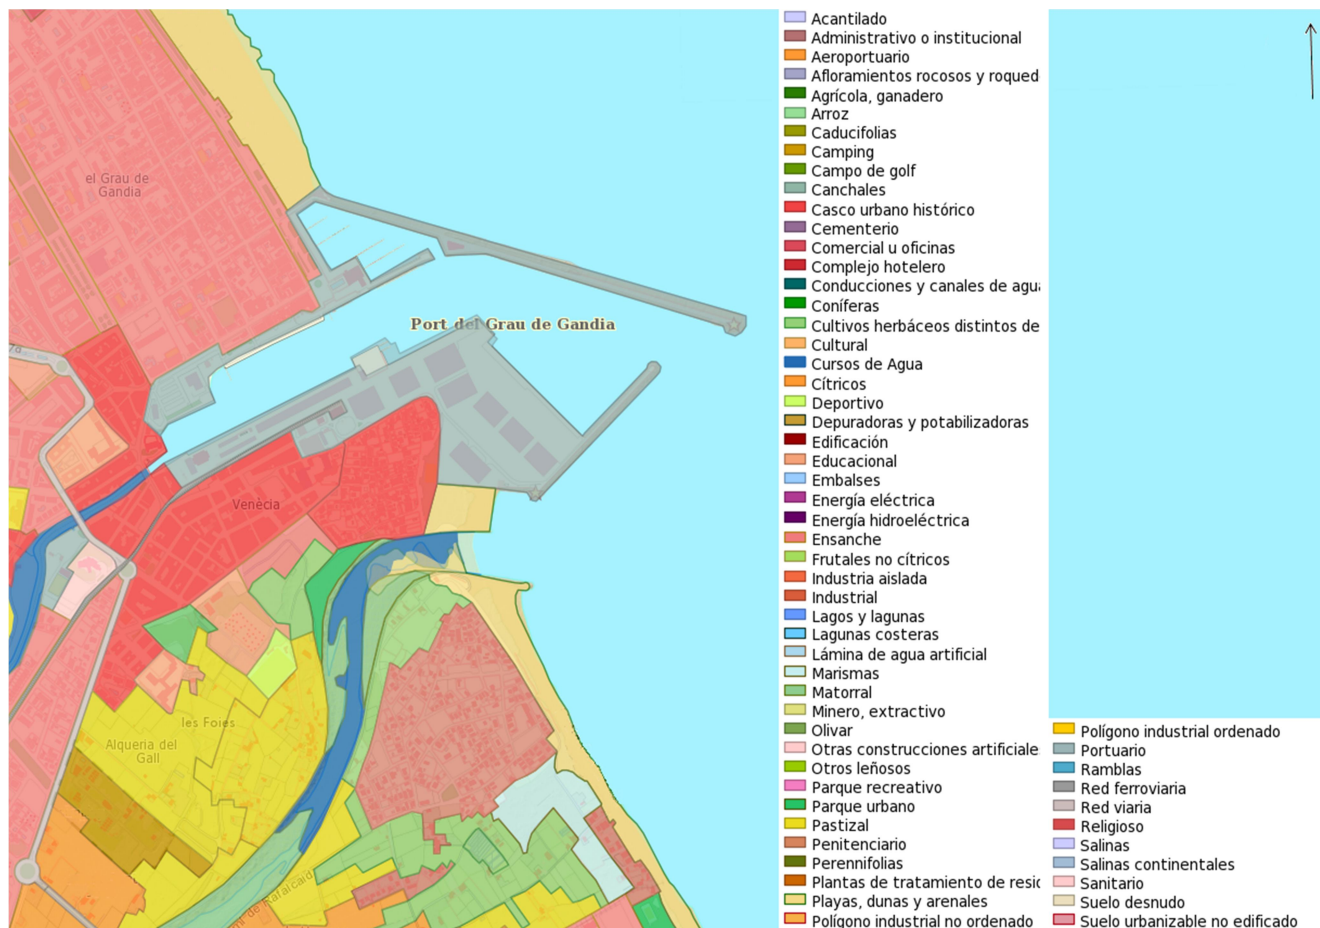 el Grau de
Gandia
Port del Grau de Gandia
Venècia
les Foies
Alqueria del
Gall
de Rafalcaid
Acantilado
Administrativo o institucional
Aeroportuario
Afloramientos rocosos y roqued
Agrícola, ganadero
Arroz
Caducifolias
Camping
Campo de golf
Canchales
Casco urbano histórico
Cementerio
Comercial u oficinas
Complejo hotelero
Conducciones y canales de agua
Coníferas
Cultivos herbáceos distintos de
Cultural
Cursos de Agua
Cítricos
Deportivo
Depuradoras y potabilizadoras
Edificación
Educacional
Embalses
Energía eléctrica
Energía hidroeléctrica
Ensanche
Frutales no cítricos
Industria aislada
Industrial
Lagos y lagunas
Lagunas costeras
Lámina de agua artificial
Marismas
Matorral
Minero, extractivo
Olivar
Otras construcciones artificiale
Otros leñosos
Parque recreativo
Parque urbano
Pastizal
Penitenciario
Perennifolias
Plantas de tratamiento de resid
Playas, dunas y arenales
Polígono industrial no ordenado
Polígono industrial ordenado
Portuario
Ramblas
Red ferroviaria
Red viaria
Religioso
Salinas
Salinas continentales
Sanitario
Suelo desnudo
Suelo urbanizable no edificado